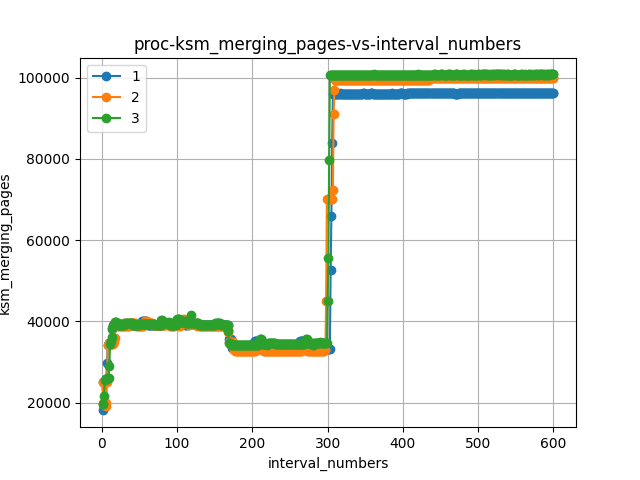 proc-ksm_merging_pages-vs-interval_numbers
1
2
3
100000
80000
60000
40000
20000
ksm_merging_pages
0 100 200 300 400 500 600
interval_numbers